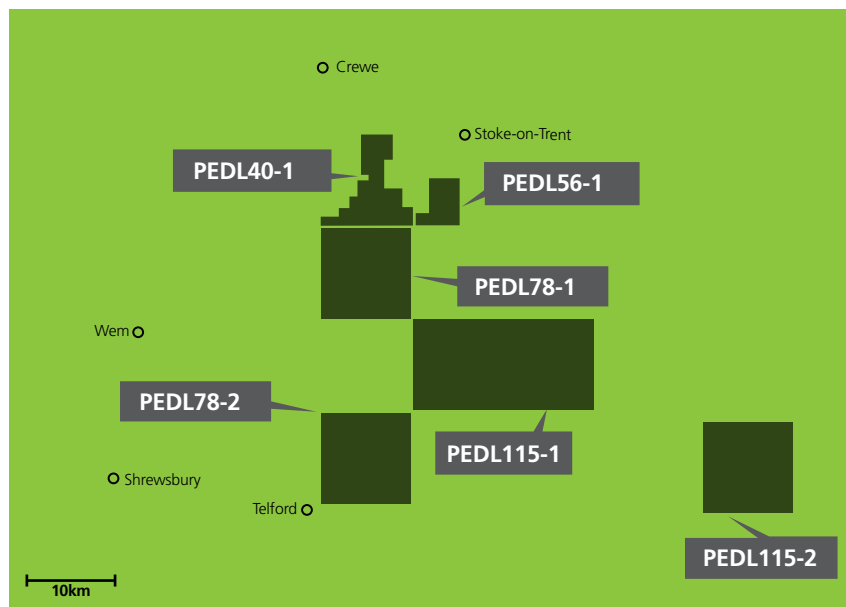 Crewe
Stoke-on-Trent
PEDL40-1
PEDL56-1
PEDL78-1
Wem
PEDL78-2
PEDL115-1
Shrewsbury
Telford
PEDL115-2
10km